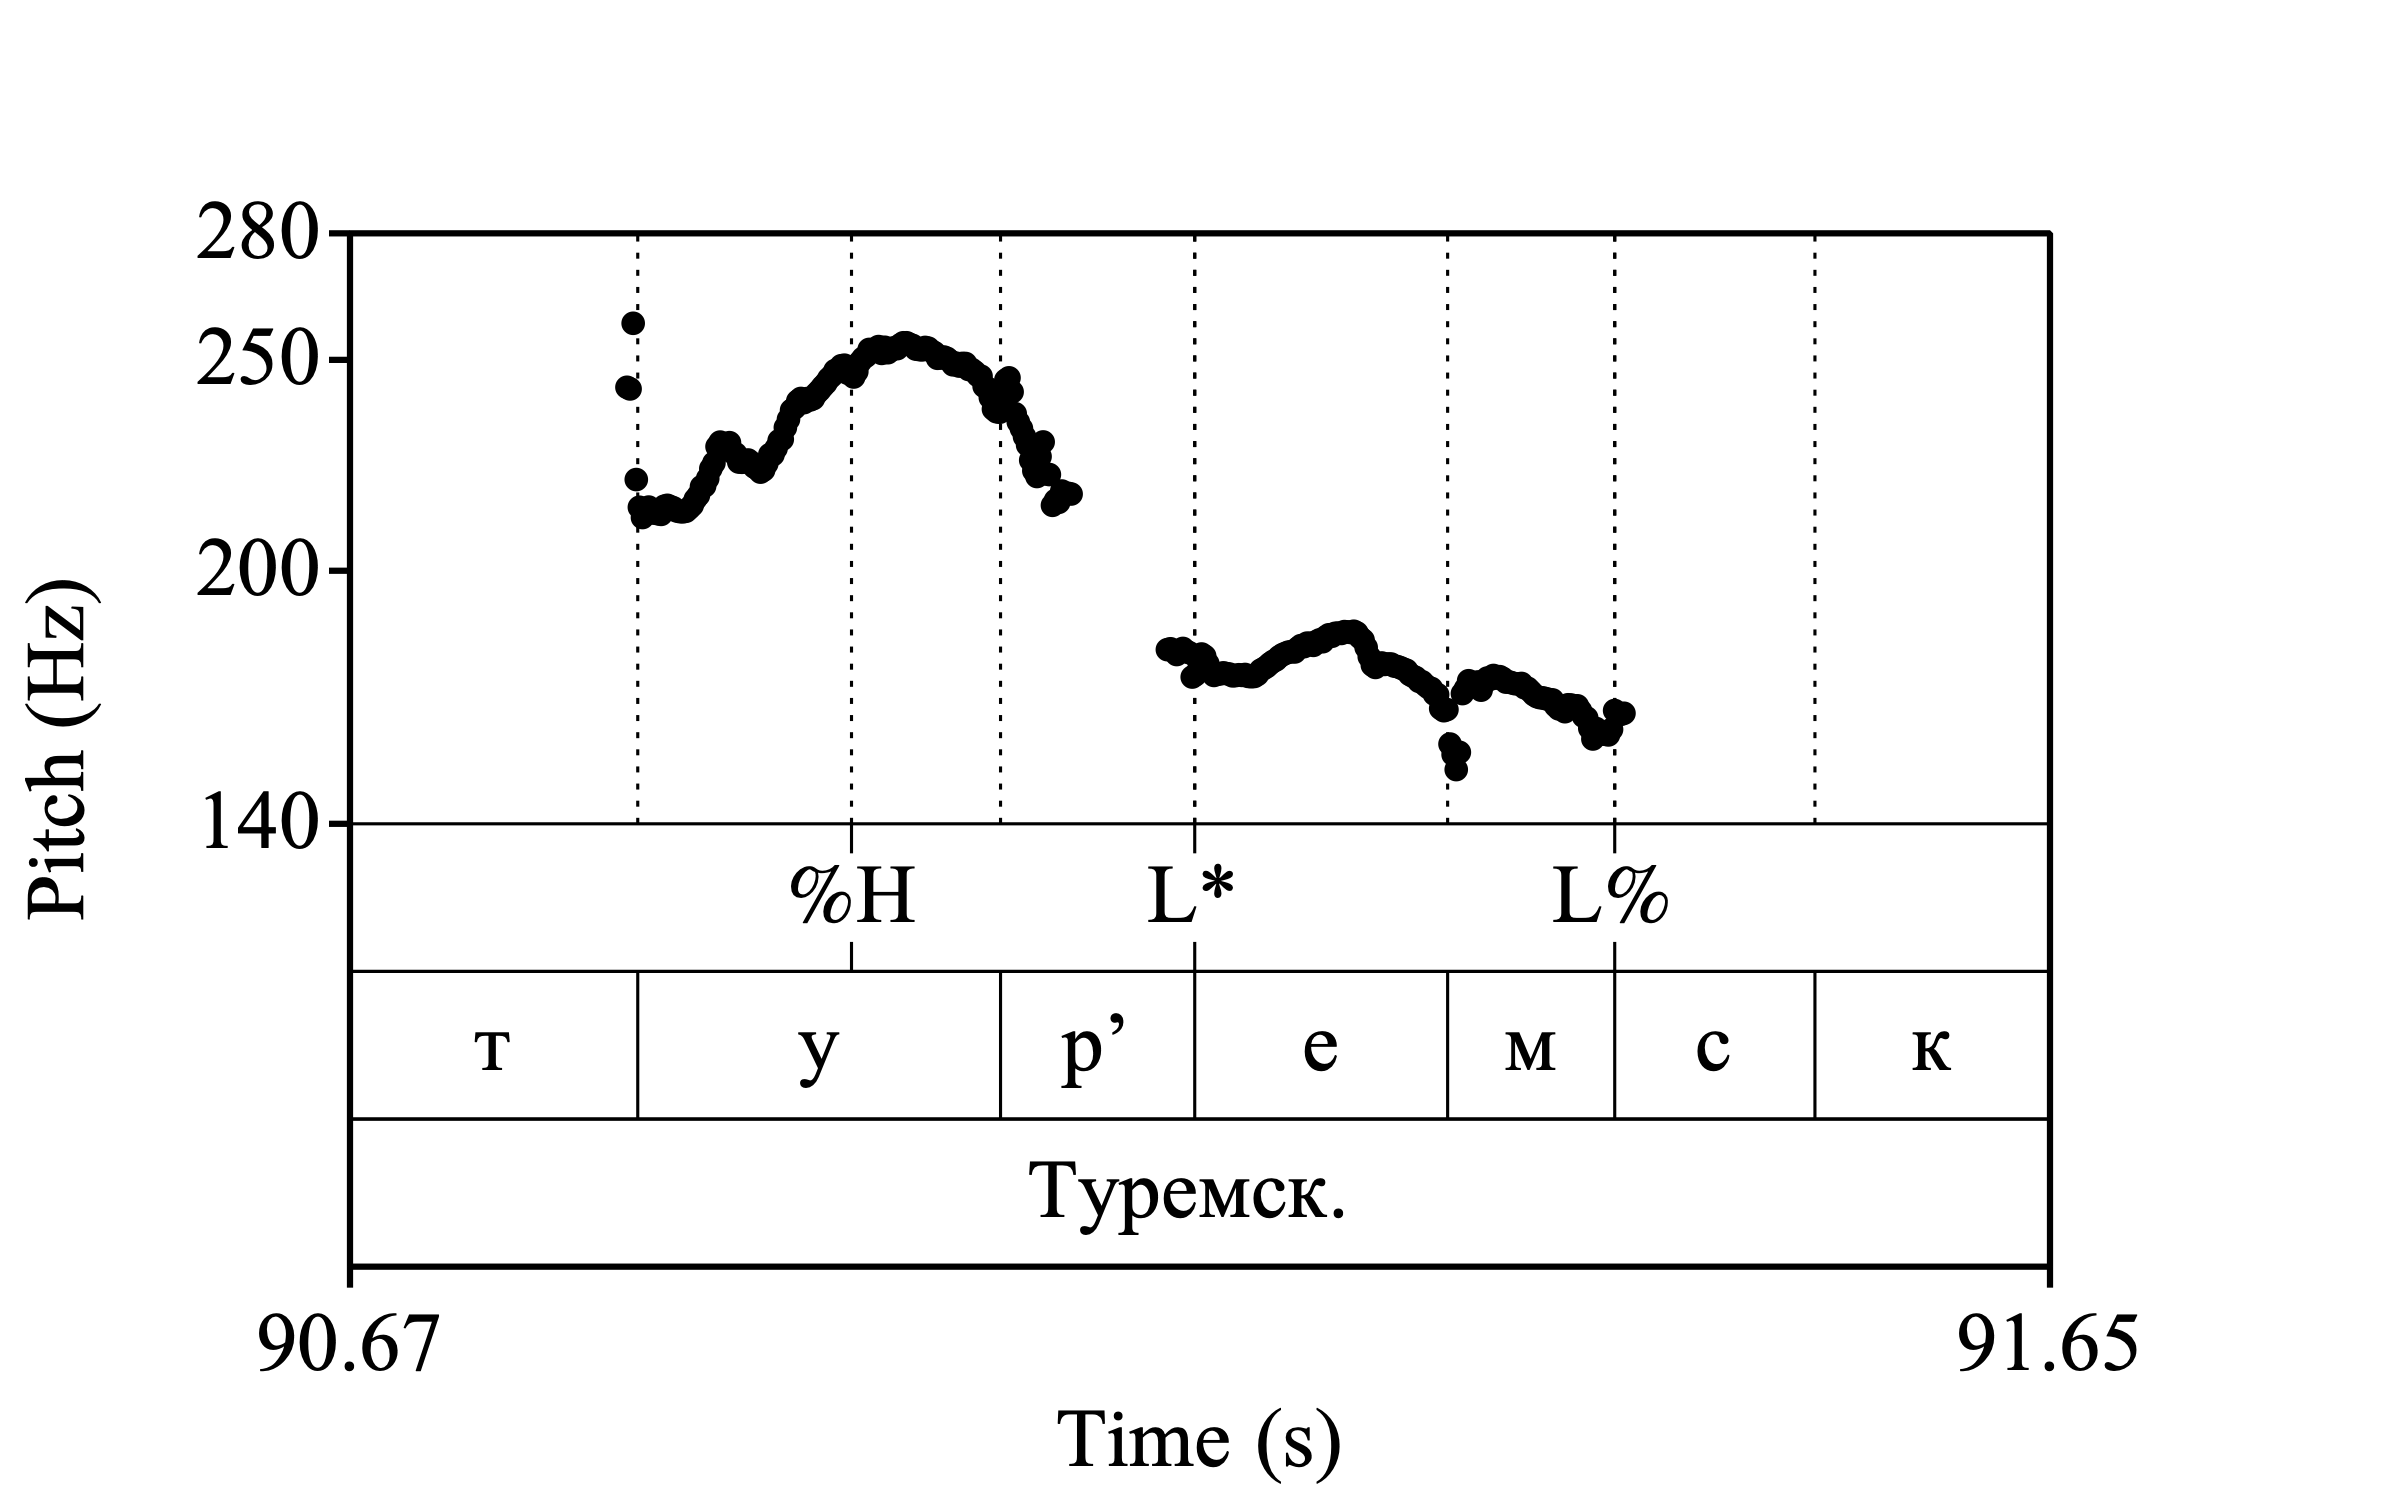 280
250
200
140
Pitch (Hz)
%H L* L%
т у р’ е м с к
Туремск.
90.67 91.65
Time (s)